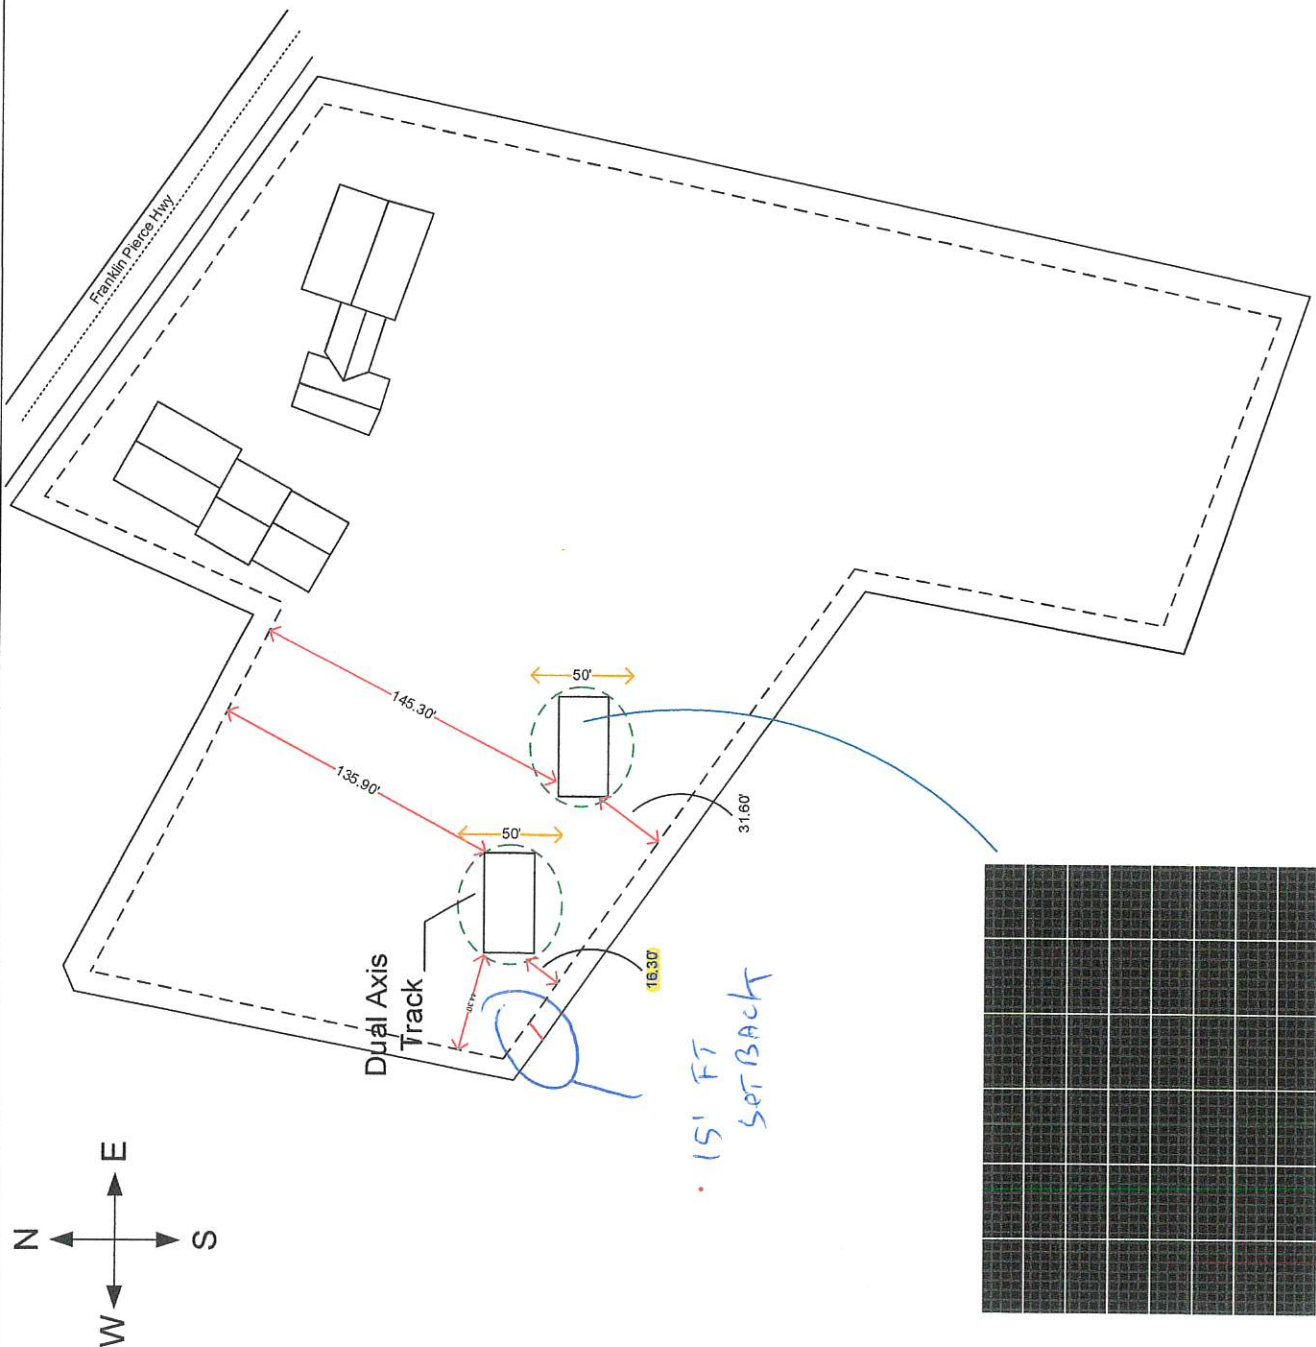 Franklin Pierce Hwy
145.30'
135.90'
50'
50'
31.60'
16.30'
Dual Axis
Track
N
W
E
S
• 15' FT
SETBACK